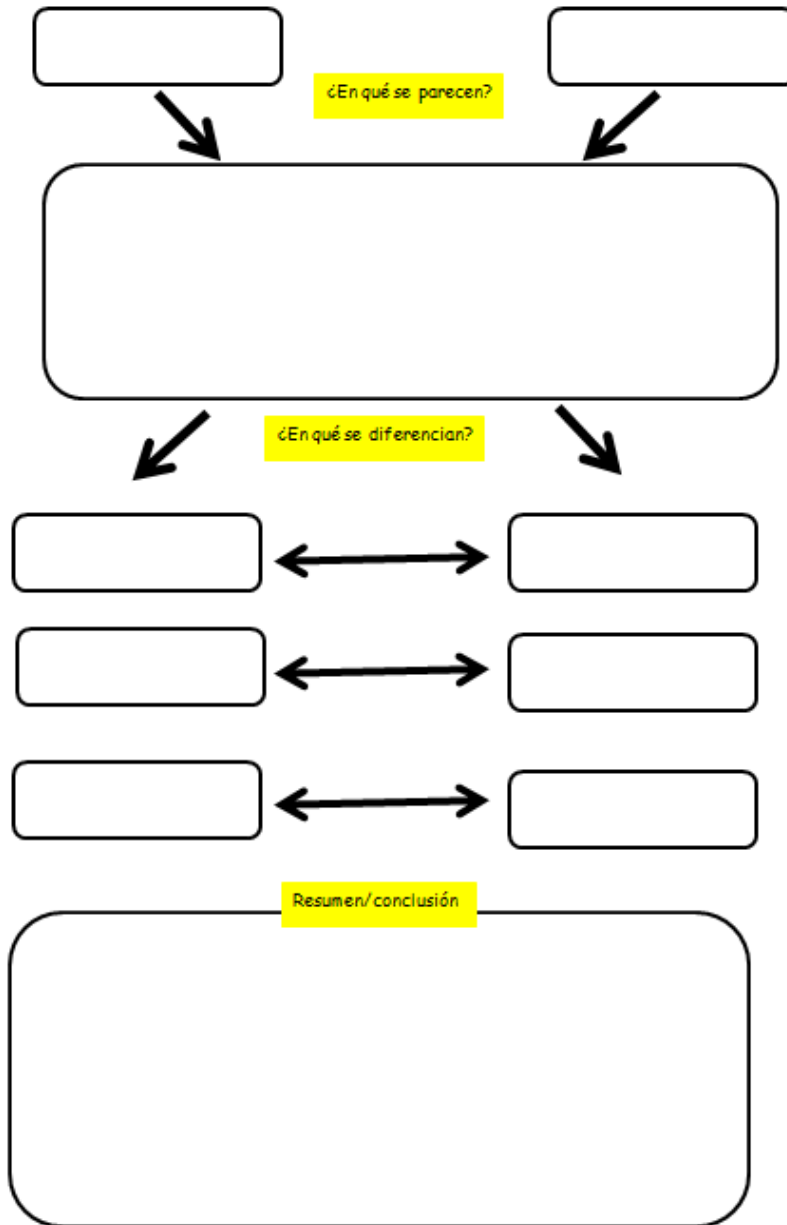 ¿En qué se parecen?
¿En qué se diferencian?
Resumen/conclusión